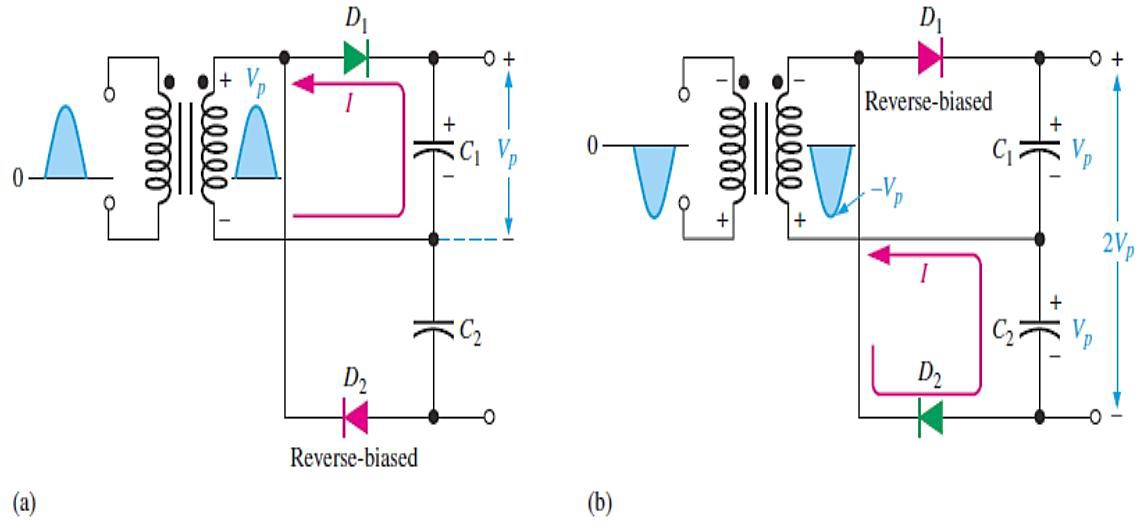 D1
+ Vp
I
+
+
C1 Vp
0
−
−
−
C2
D2
Reverse-biased
(a)
D1
− −
+
Reverse-biased
+
0
C1 Vp
−
−Vp
+ +
2Vp
I
+
C2 Vp
−
D2
−
(b)